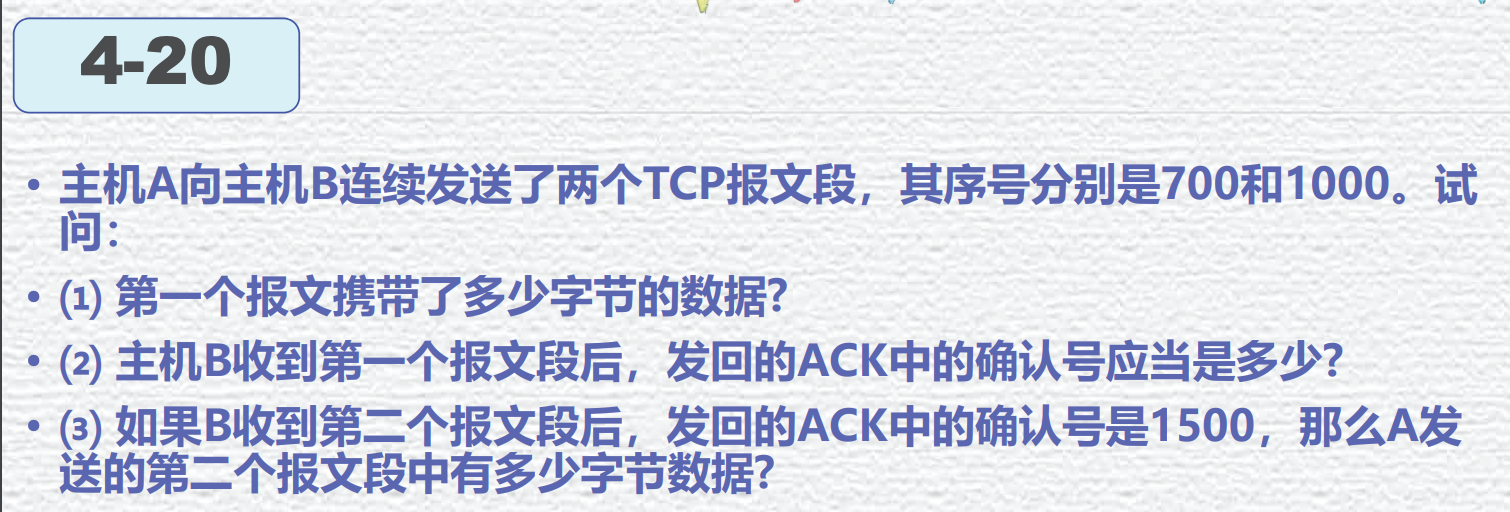 4-20
• 主机A向主机B连续发送了两个TCP报文段，其序号分别是700和1000。试
问：
• ⑴ 第一个报文携带了多少字节的数据?
• ⑵ 主机B收到第一个报文段后，发回的ACK中的确认号应当是多少?
• ⑶ 如果B收到第二个报文段后，发回的ACK中的确认号是1500，那么A发
送的第二个报文段中有多少字节数据?